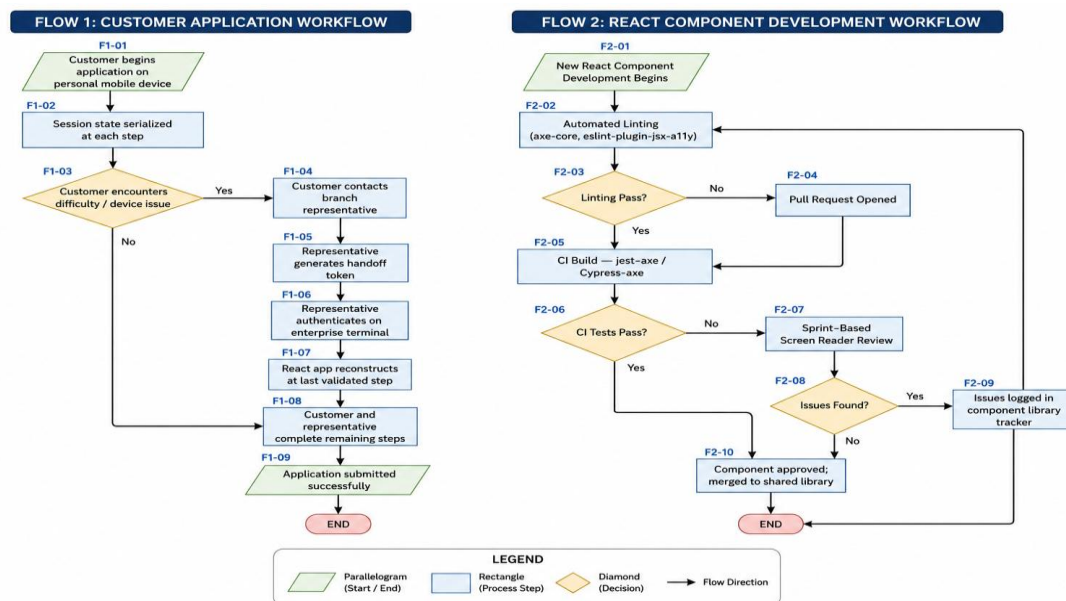 FLOW 1: CUSTOMER APPLICATION WORKFLOW
F1-01
Customer begins
application on
personal mobile device
F1-02
Session state serialized
at each step
F1-03
Customer encounters
difficulty / device issue
Yes
No
F1-04
Customer contacts
branch
representative
F1-05
Representative
generates handoff
token
F1-06
Representative
authenticates on
enterprise terminal
F1-07
React app reconstructs
at last validated step
F1-08
Customer and
representative
complete remaining steps
F1-09
Application submitted
successfully
END
FLOW 2: REACT COMPONENT DEVELOPMENT WORKFLOW
F2-01
New React Component
Development Begins
F2-02
Automated Linting
(axe-core, eslint-plugin-jsx-a11y)
F2-03
Linting Pass?
No
Yes
F2-04
Pull Request Opened
F2-05
CI Build — jest-axe /
Cypress-axe
F2-06
CI Tests Pass?
No
Yes
F2-07
Sprint-Based
Screen Reader Review
F2-08
Issues Found?
Yes
No
F2-09
Issues logged in
component library
tracker
F2-10
Component approved;
merged to shared library
END
LEGEND
Parallelogram
(Start / End)
Rectangle
(Process Step)
Diamond
(Decision)
Flow Direction